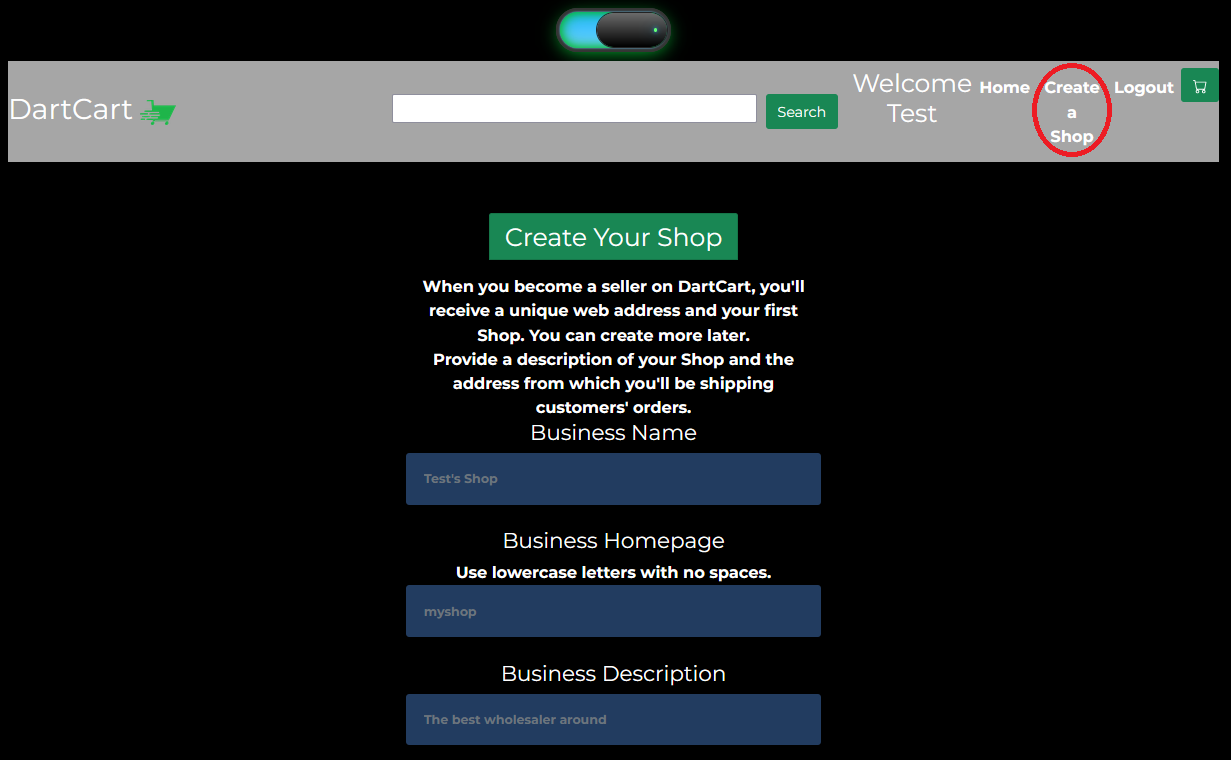 DartCart
Search
Welcome
Test
Home
Create
a
Shop
Logout
Create Your Shop
When you become a seller on DartCart, you'll
receive a unique web address and your first
Shop. You can create more later.
Provide a description of your Shop and the
address from which you'll be shipping
customers' orders.
Business Name
Test's Shop
Business Homepage
Use lowercase letters with no spaces.
myshop
Business Description
The best wholesaler around